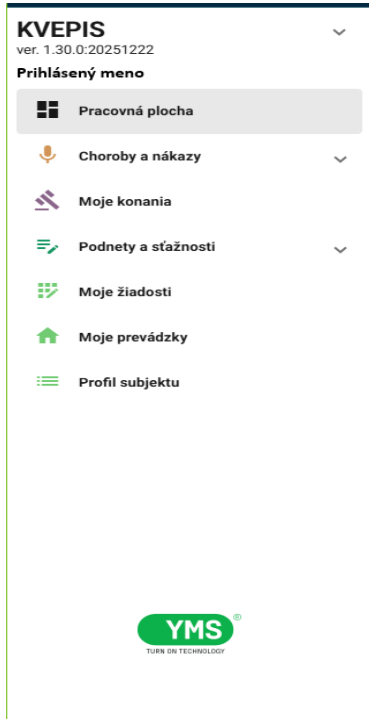 KVEPIS
ver. 1.30.0:20251222
Prihlásený meno
Pracovná plocha
Choroby a nákazy
Moje konania
Podnety a sťažnosti
Moje žiadosti
Moje prevádzky
Profil subjektu
YMS®
TURN ON TECHNOLOGY